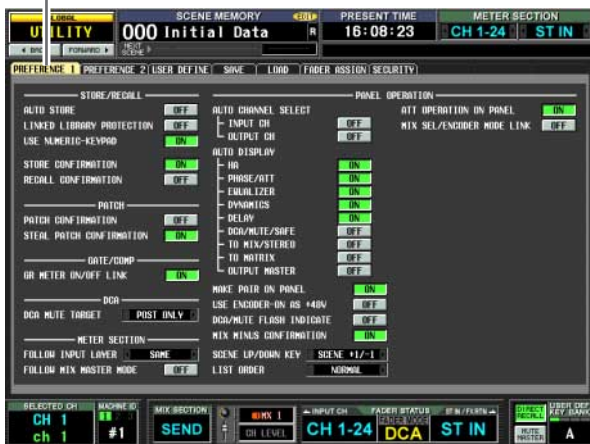 GLOBAL
UTILITY
BACK
FORWARD
SCENE MEMORY
EDIT
000 Initial Data
R
NEXT SCENE
PRESENT TIME
16:08:23
METER SECTION
CH 1-24
ST IN
PREFERENCE 1
PREFERENCE 2
USER DEFINE
SAVE
LOAD
FADER ASSIGN
SECURITY
STORE/RECALL
AUTO STORE OFF
LINKED LIBRARY PROTECTION OFF
USE NUMERIC-KEYPAD ON
STORE CONFIRMATION ON
RECALL CONFIRMATION OFF
PATCH
PATCH CONFIRMATION OFF
STEAL PATCH CONFIRMATION ON
GATE/COMP
GR METER ON/OFF LINK ON
DCA
DCA MUTE TARGET POST ONLY
METER SECTION
FOLLOW INPUT LAYER SAME
FOLLOW MIX MASTER MODE OFF
PANEL OPERATION
AUTO CHANNEL SELECT
INPUT CH OFF
OUTPUT CH OFF
AUTO DISPLAY
HA ON
PHASE/ATT ON
EQUALIZER ON
DYNAMICS ON
DELAY ON
DCA/MUTE/SAFE OFF
TO MIX/STEREO OFF
TO MATRIX OFF
OUTPUT MASTER OFF
MAKE PAIR ON PANEL ON
USE ENCODER-ON AS +48V OFF
DCA/MUTE FLASH INDICATE OFF
MIX MINUS CONFIRMATION ON
SCENE UP/DOWN KEY SCENE +1/-1
LIST ORDER NORMAL
ATT OPERATION ON PANEL ON
MIX SEL/ENCODER MODE LINK OFF
SELECTED CH
CH 1
ch 1
MACHINE ID
1
#1
MIX SECTION
SEND
MIX 1
CH LEVEL
INPUT CH
CH 1-24
FADER STATUS
FADER MODE
DCA
ST IN/FXRTN
ST IN
DIRECT RECALL
MUTE MASTER
USER DEF
KEY BANK
A